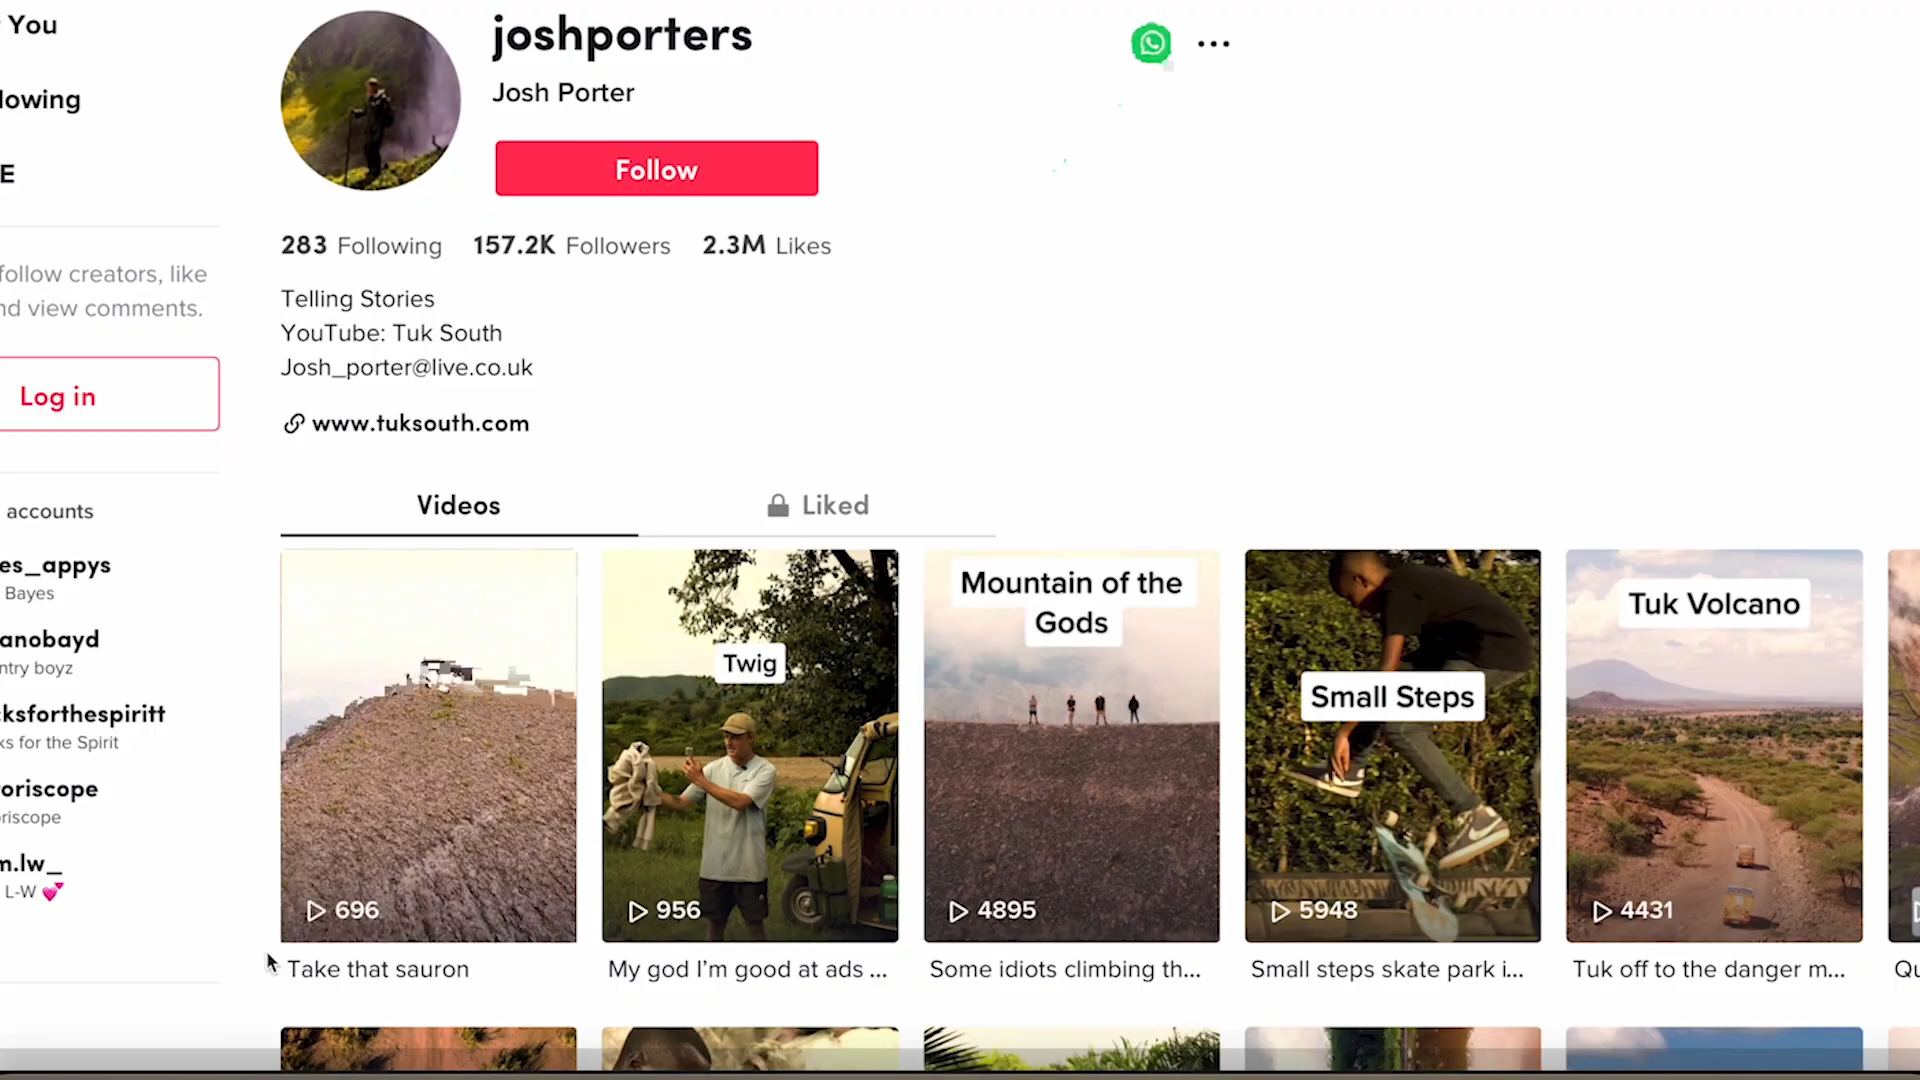 You
lowing
E
follow creators, like
nd view comments.
Log in
accounts
es_appys
Bayes
anobayd
ntry boyz
ksforthespiritt
ks for the Spirit
oriscope
riscope
m.lw_
L-W 💕
joshporters
Josh Porter
Follow
283 Following 157.2K Followers 2.3M Likes
Telling Stories
YouTube: Tuk South
Josh_porter@live.co.uk
www.tuksouth.com
Videos Liked
696
Take that sauron
Twig
956
My god I'm good at ads ...
Mountain of the
Gods
4895
Some idiots climbing th...
Small Steps
5948
Small steps skate park i...
Tuk Volcano
4431
Tuk off to the danger m...
Qu